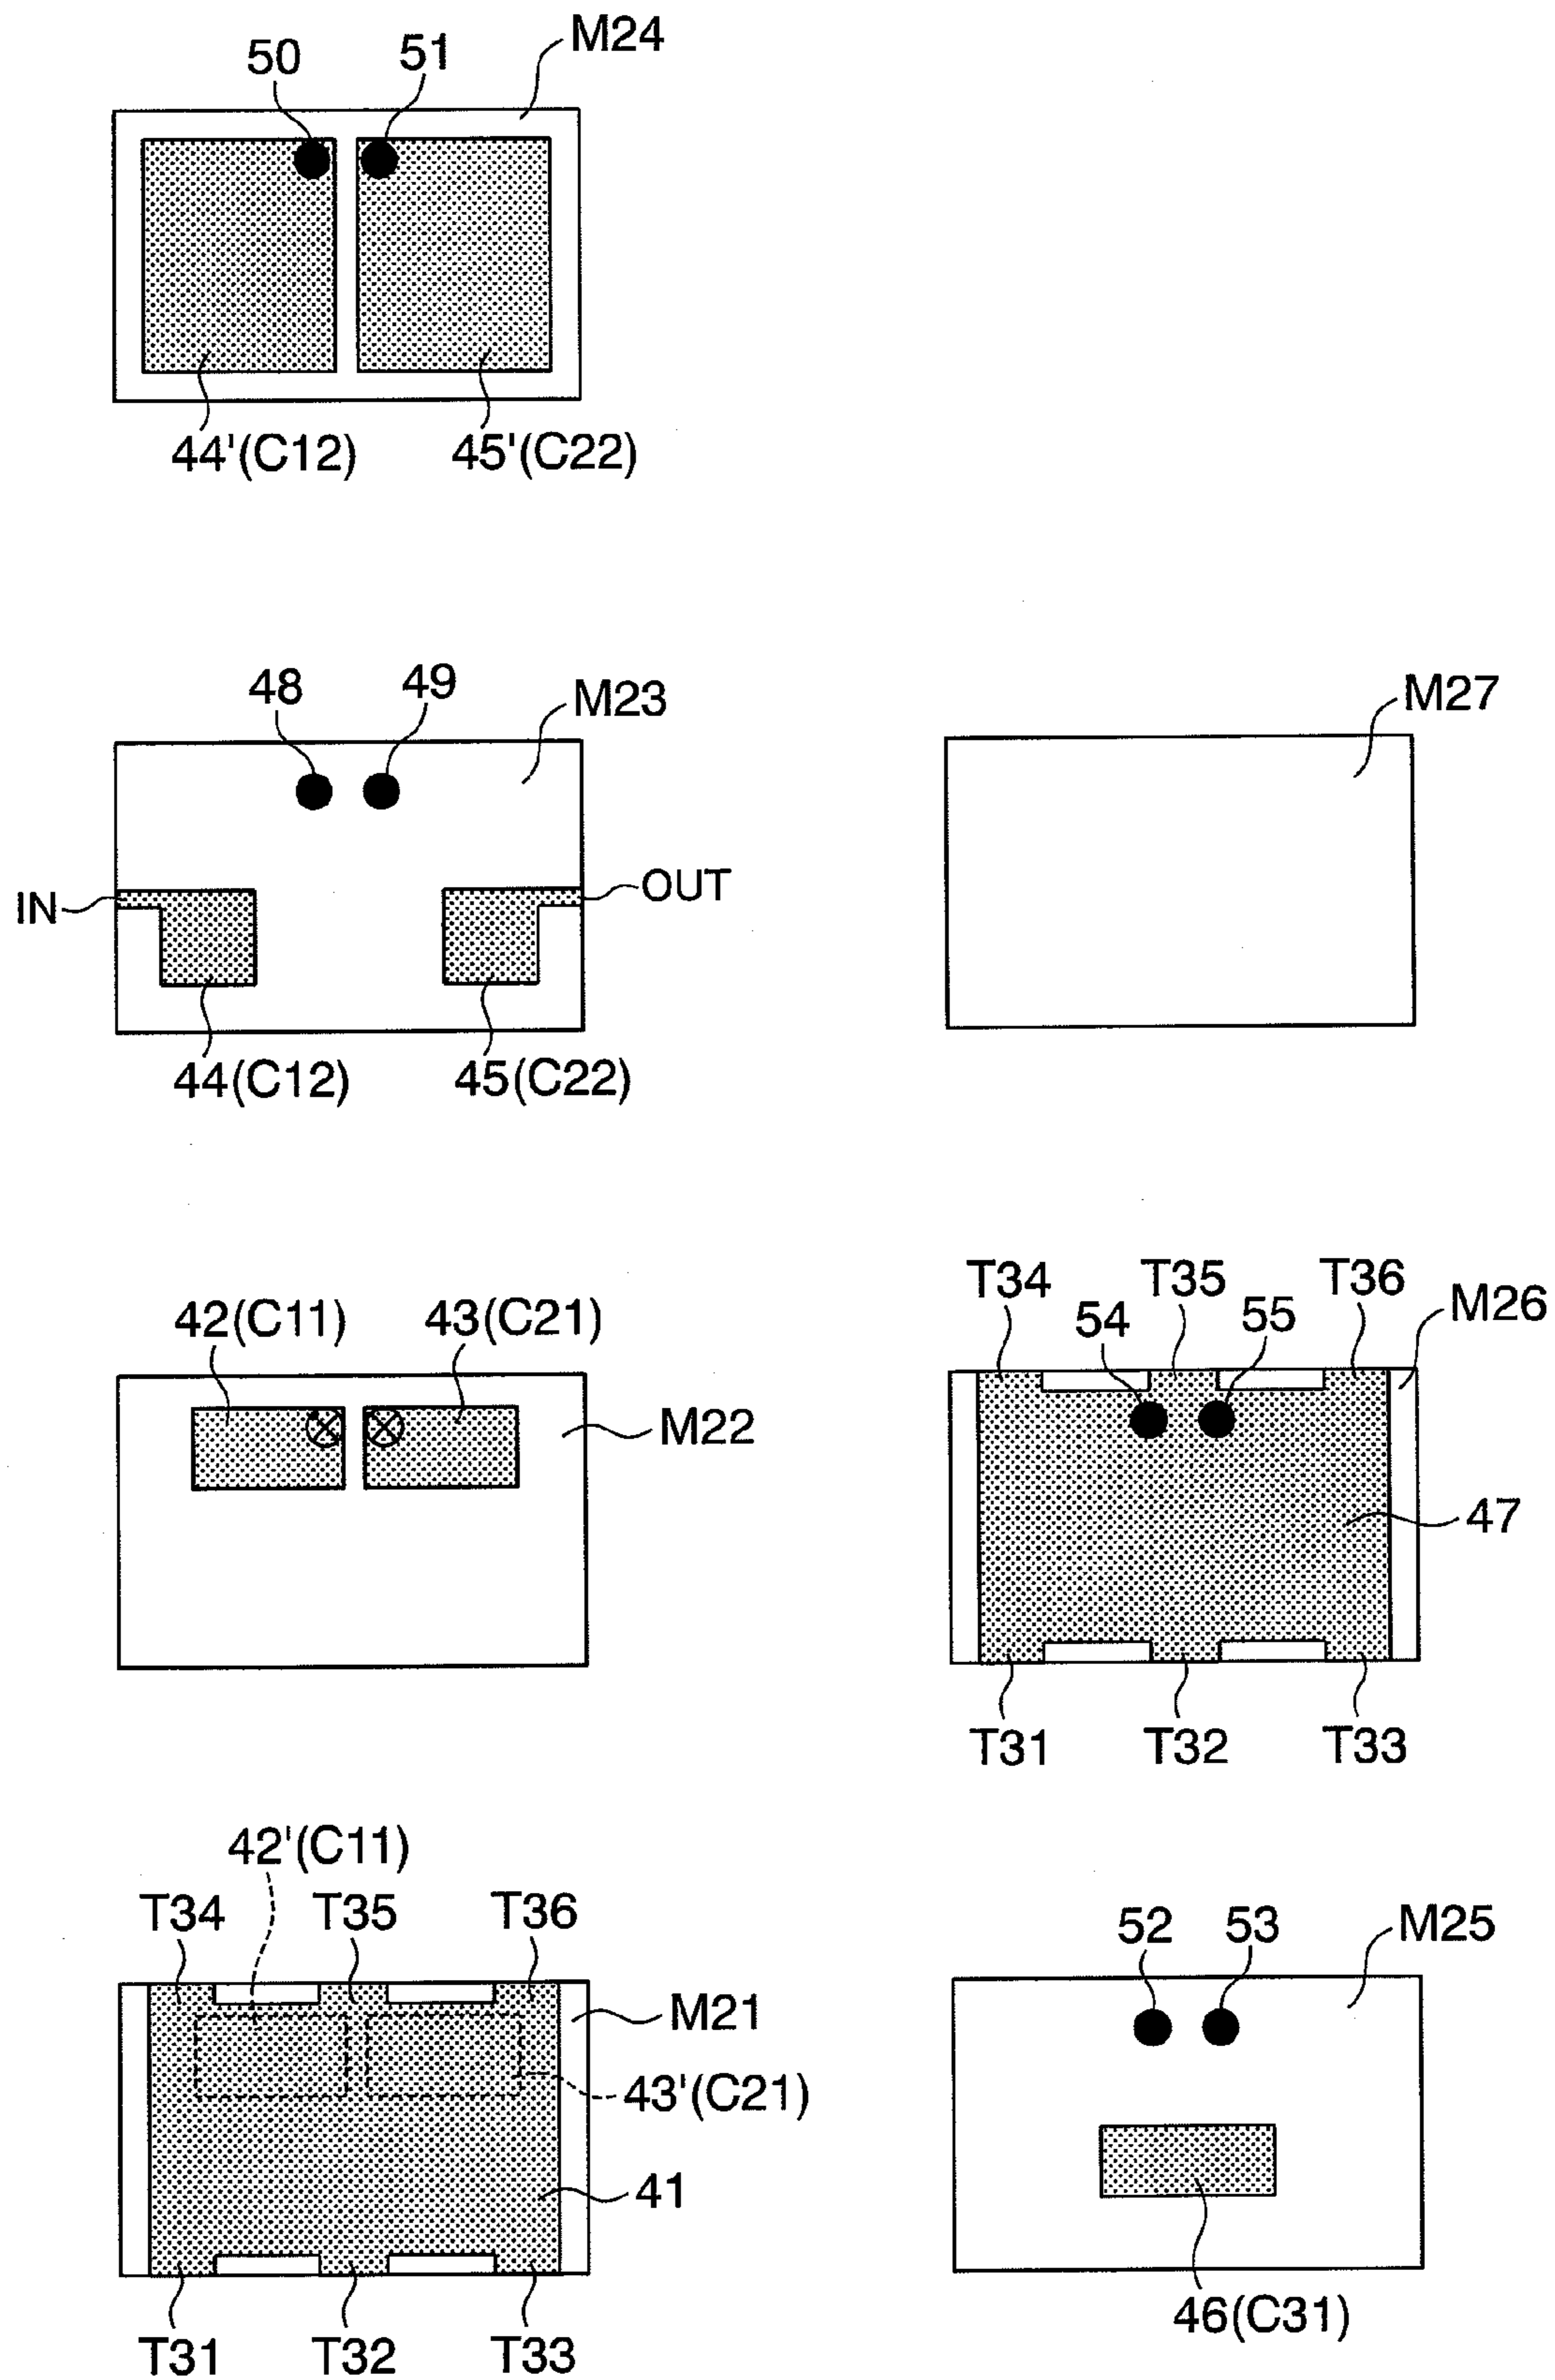 50 51 M24
44'(C12) 45'(C22)
48 49 M23
M27
IN OUT
44(C12) 45(C22)
T34 T35 T36
54 55 M26
42(C11) 43(C21)
M22
47
T31 T32 T33
42'(C11)
T34 T35 T36
52 53 M25
M21
43'(C21)
41
46(C31)
T31 T32 T33